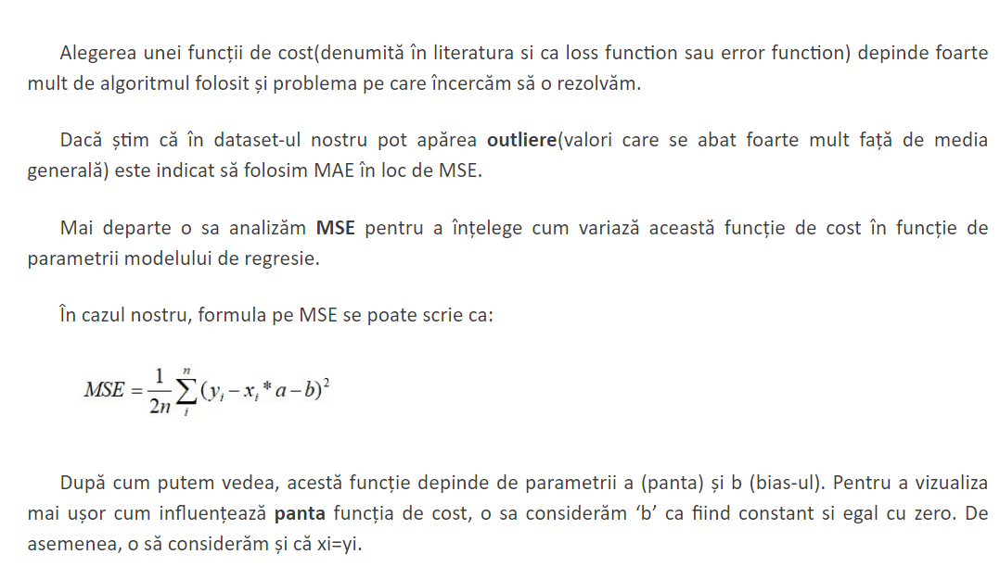 Alegerea unei funcții de cost(denumită în literatura si ca loss function sau error function) depinde foarte
mult de algoritmul folosit și problema pe care încercăm să o rezolvăm.
Dacă știm că în dataset-ul nostru pot apărea outliere(valori care se abat foarte mult față de media
generală) este indicat să folosim MAE în loc de MSE.
Mai departe o sa analizăm MSE pentru a înțelege cum variază această funcție de cost în funcție de
parametrii modelului de regresie.
În cazul nostru, formula pe MSE se poate scrie ca:
MSE = \frac{1}{2n} \sum_{i}^{n} (y_i - x_i * a - b)^2
După cum putem vedea, acestă funcție depinde de parametrii a (panta) și b (bias-ul). Pentru a vizualiza
mai ușor cum influențează panta funcția de cost, o sa considerăm ‘b’ ca fiind constant si egal cu zero. De
asemenea, o să considerăm și că xi=yi.